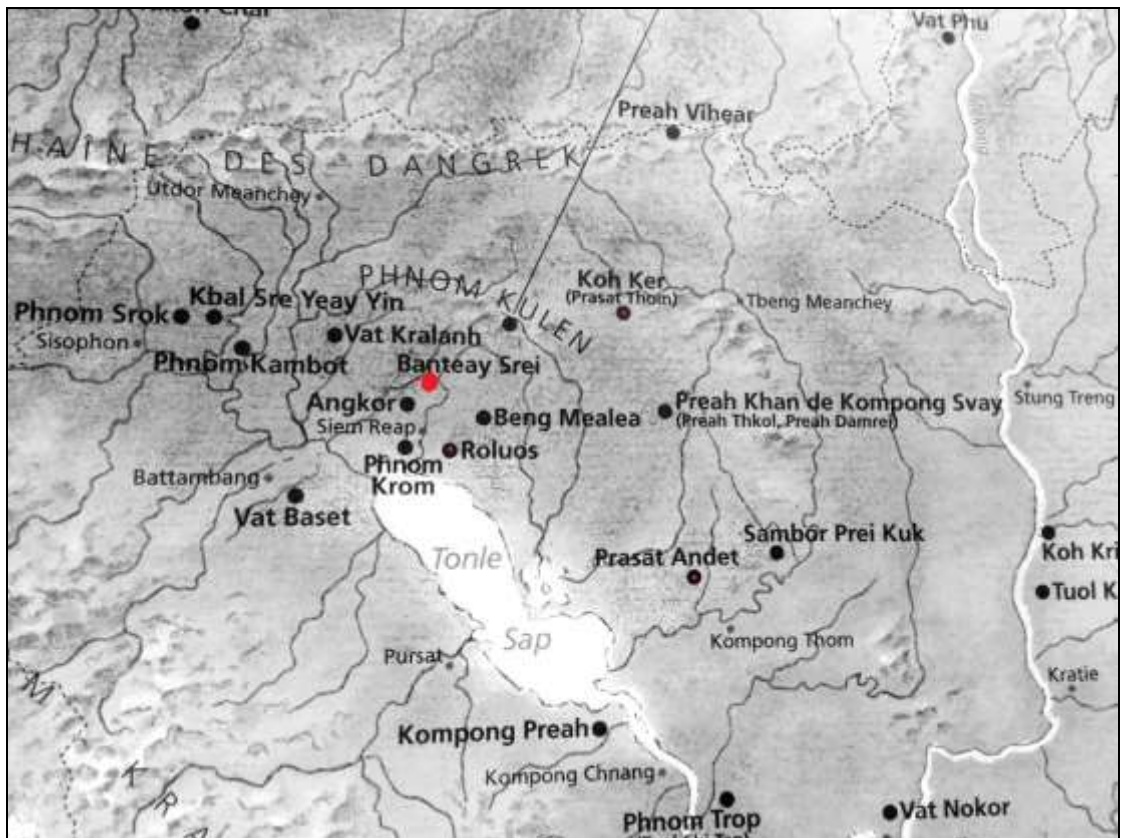 Vat Phu
Preah Vihear
HAINE DES DANGREK
Utdor Meanchey
PHNOM KULEN
Koh Ker
(Prasat Thom)
Tbeng Meanchey
Kbal Sre Yeay Yin
Phnom Srok
Sisophon
Vat Kralanh
Phnom Kambot
Banteay Srei
Stung Treng
Angkor
Beng Mealea
Preah Khan de Kompong Svay
(Preah Thkol, Preah Damrei)
Siem Reap
Roluos
Phnom
Krom
Battambang
Vat Baset
Sambor Prei Kuk
Koh Kri
Tonle
Prasat Andet
Tuol K
Sap
Kompong Thom
Pursat
Kratie
Kompong Preah
Kompong Chnang
Phnom Trop
Vat Nokor
M
K R A